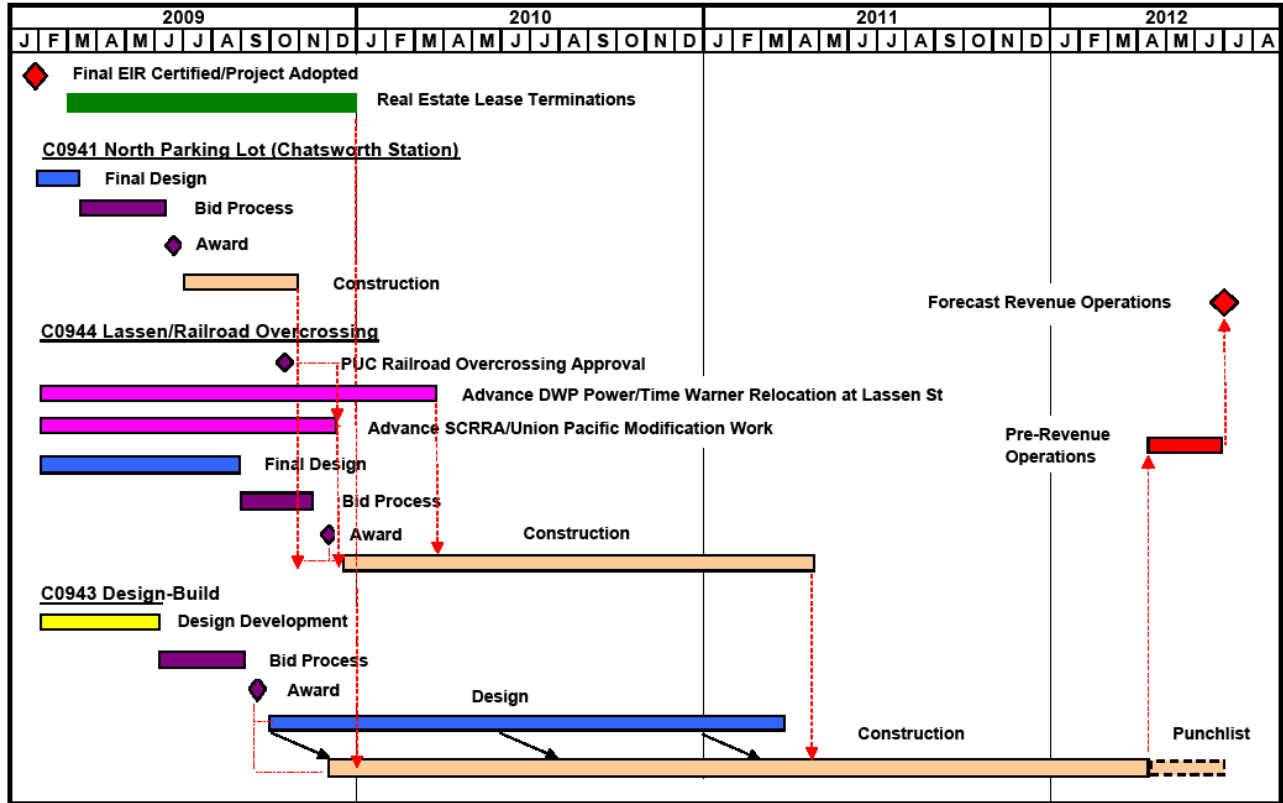 2009 2010 2011 2012
J F M A M J J A S O N D J F M A M J J A S O N D J F M A M J J A S O N D J F M A M J J A
Final EIR Certified/Project Adopted
Real Estate Lease Terminations
C0941 North Parking Lot (Chatsworth Station)
Final Design
Bid Process
Award
Construction
Forecast Revenue Operations
C0944 Lassen/Railroad Overcrossing
PUC Railroad Overcrossing Approval
Advance DWP Power/Time Warner Relocation at Lassen St
Advance SCRRA/Union Pacific Modification Work
Pre-Revenue
Operations
Final Design
Bid Process
Award
Construction
C0943 Design-Build
Design Development
Bid Process
Award
Design
Construction
Punchlist